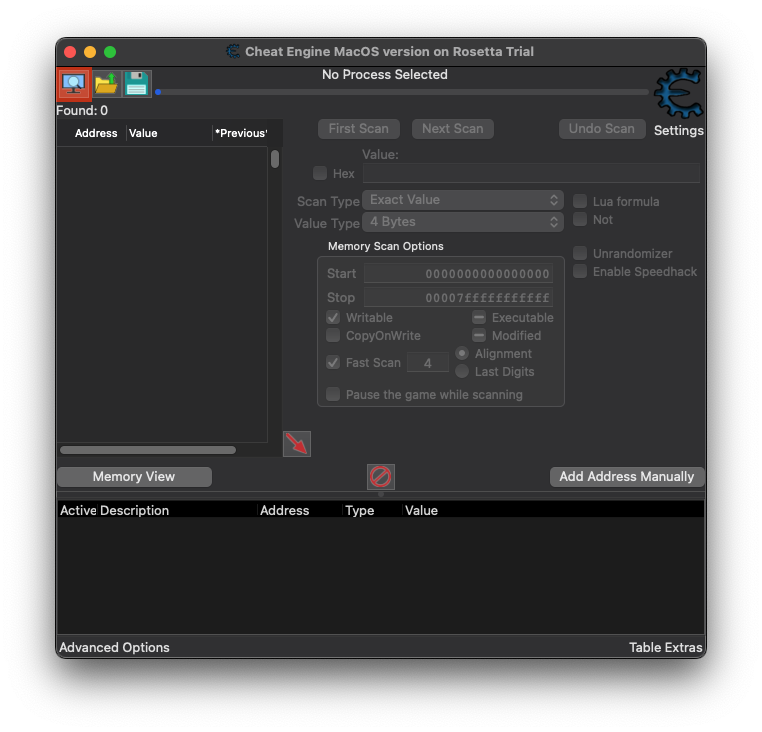 Cheat Engine MacOS version on Rosetta Trial
No Process Selected
Found: 0
Settings
Address Value *Previous'
First Scan Next Scan Undo Scan
Value:
Hex
Scan Type Exact Value
Lua formula
Value Type 4 Bytes
Not
Memory Scan Options
Unrandomizer
Enable Speedhack
Start 0000000000000000
Stop 00007fffffffffff
Writable Executable
CopyOnWrite Modified
Fast Scan 4 Alignment
Last Digits
Pause the game while scanning
Memory View Add Address Manually
Active Description Address Type Value
Advanced Options Table Extras